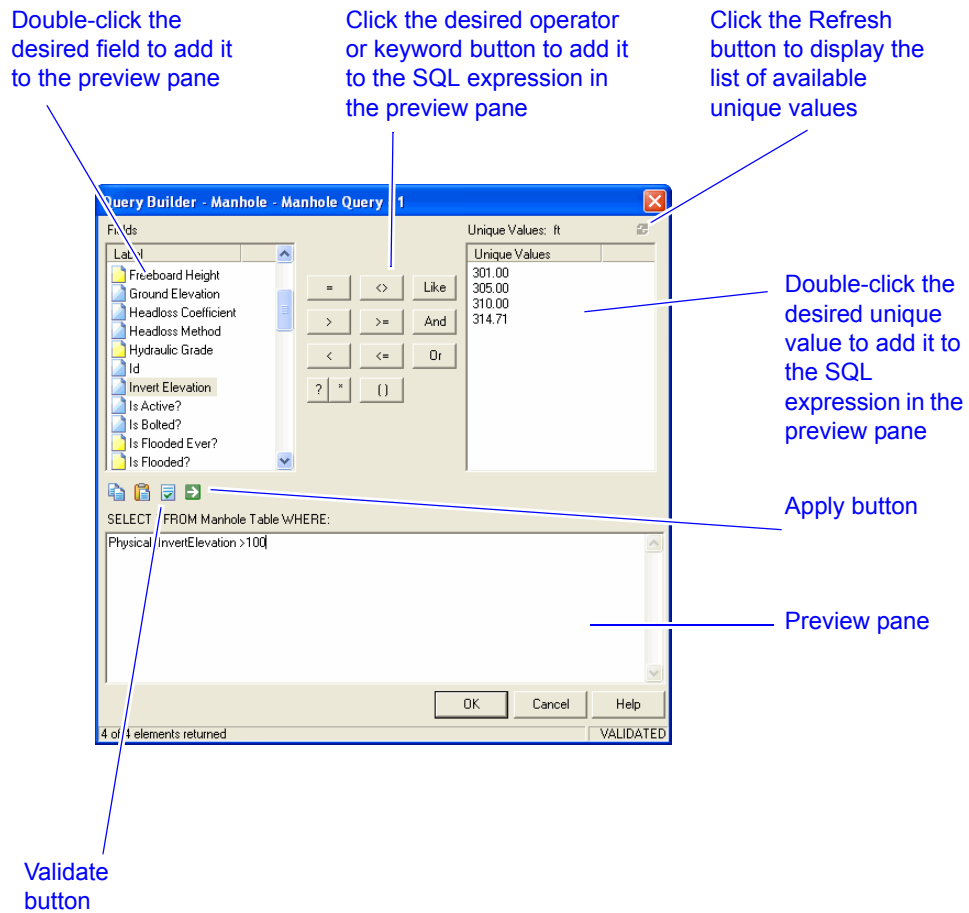 Double-click the
desired field to add it
to the preview pane
Click the desired operator
or keyword button to add it
to the SQL expression in
the preview pane
Click the Refresh
button to display the
list of available
unique values
Query Builder - Manhole - Manhole Query 1
Fields
Unique Values: ft
Label
Freeboard Height
Ground Elevation
Headloss Coefficient
Headloss Method
Hydraulic Grade
Id
Invert Elevation
Is Active?
Is Bolted?
Is Flooded Ever?
Is Flooded?
= <> Like
> >= And
< <= Or
? * ( )
Unique Values
301.00
305.00
310.00
314.71
Double-click the
desired unique
value to add it to
the SQL
expression in the
preview pane
Apply button
SELECT FROM Manhole Table WHERE:
Physical InvertElevation >100
Preview pane
OK Cancel Help
4 of 4 elements returned VALIDATED
Validate
button